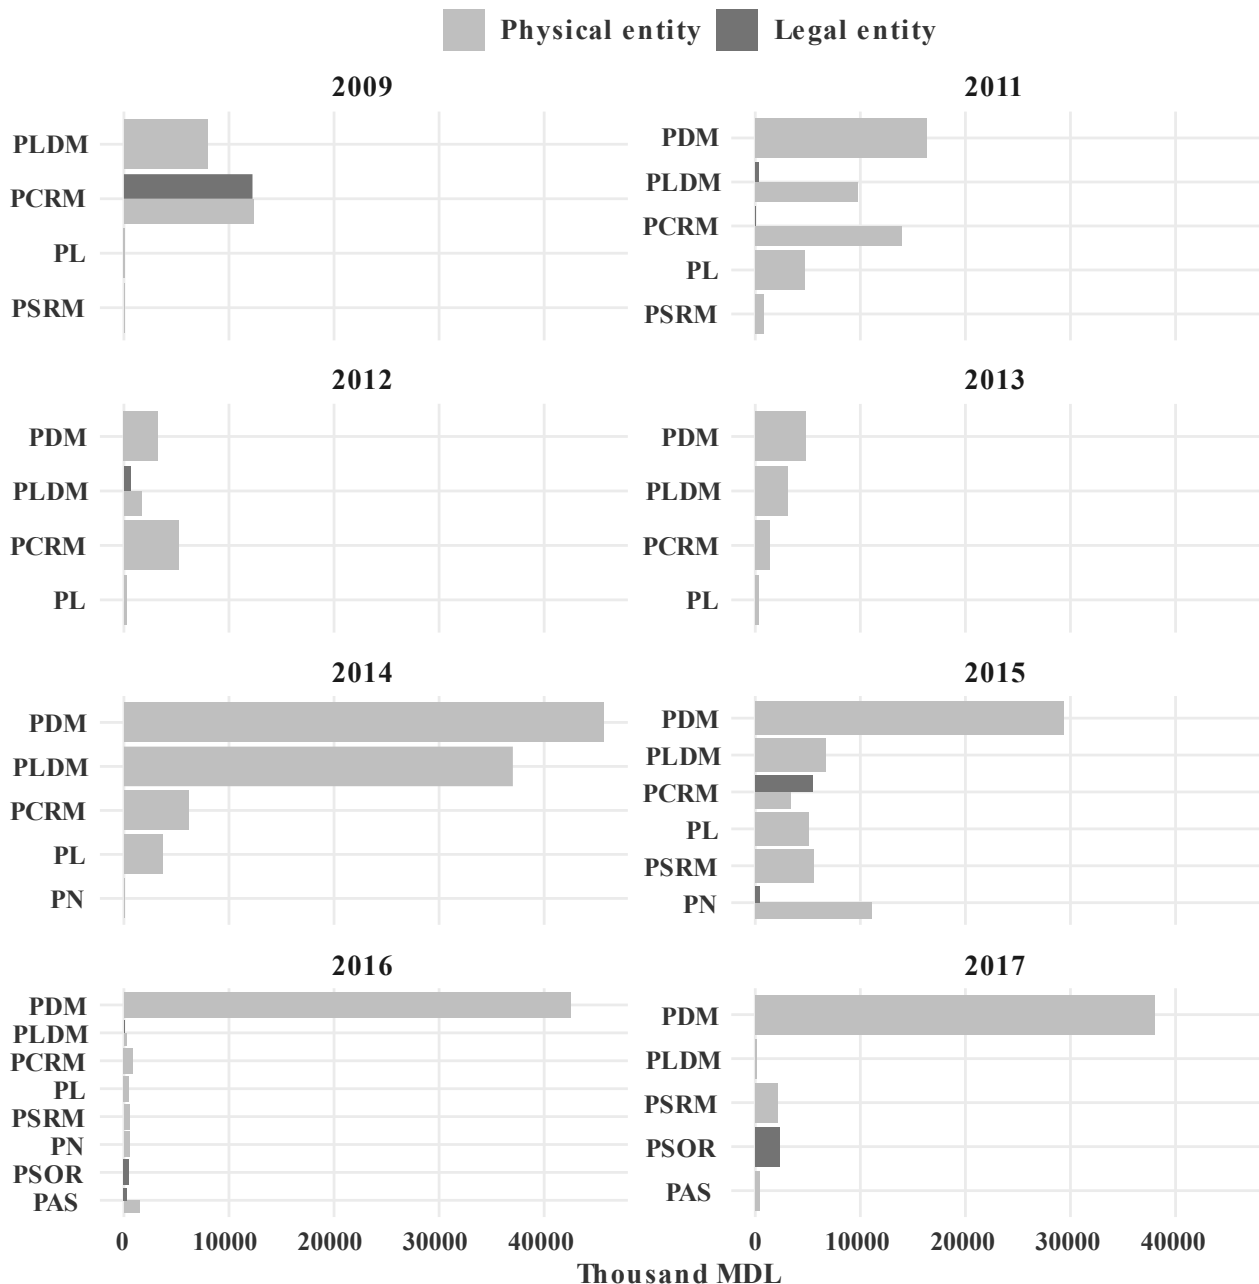 Physical entity Legal entity
2009
PLDM
PCRM
PL
PSRM
2011
PDM
PLDM
PCRM
PL
PSRM
2012
PDM
PLDM
PCRM
PL
2013
PDM
PLDM
PCRM
PL
2014
PDM
PLDM
PCRM
PL
PN
2015
PDM
PLDM
PCRM
PL
PSRM
PN
2016
PDM
PLDM
PCRM
PL
PSRM
PN
PSOR
PAS
0 10000 20000 30000 40000
2017
PDM
PLDM
PSRM
PSOR
PAS
0 10000 20000 30000 40000
Thousand MDL